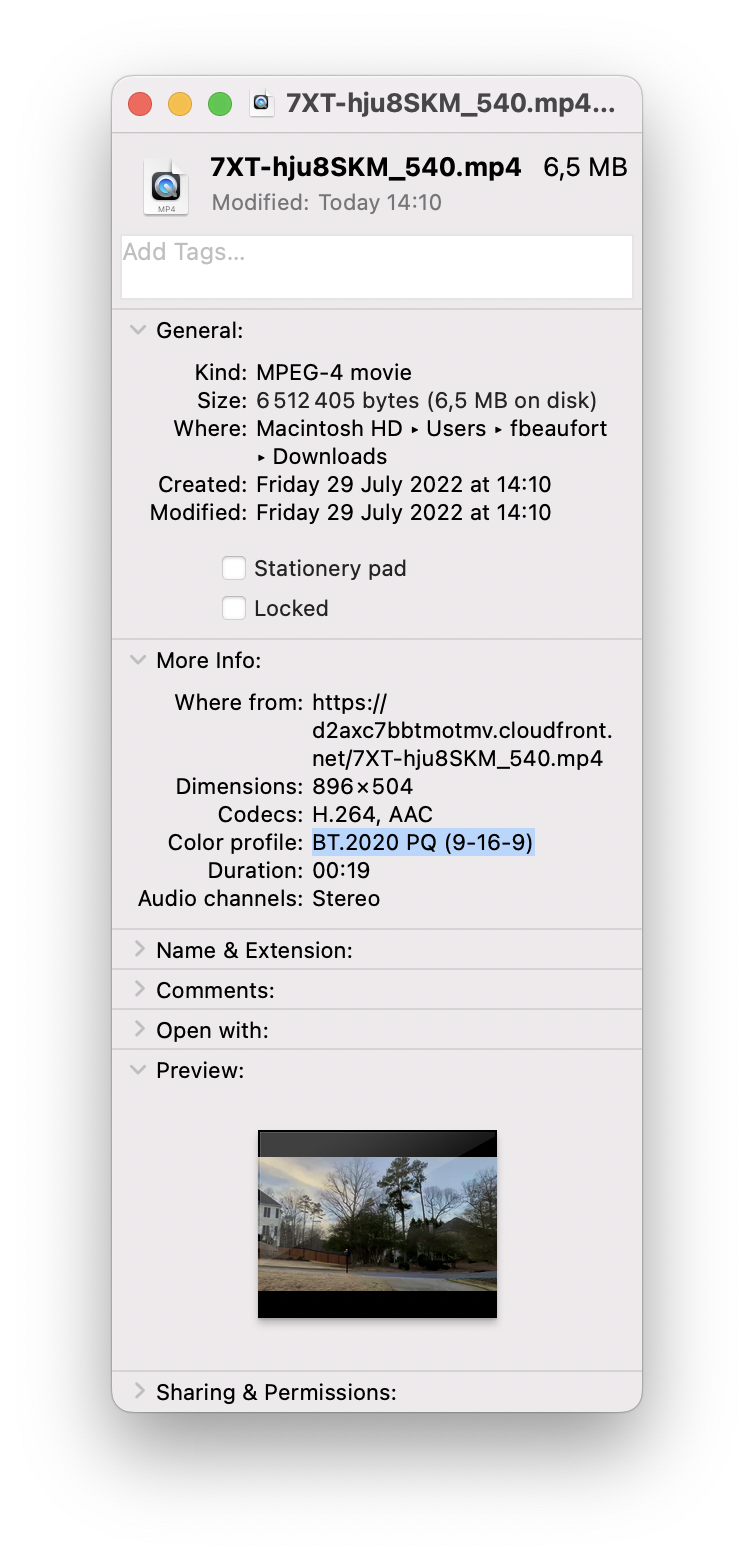 7XT-hju8SKM_540.mp4...
7XT-hju8SKM_540.mp4 6,5 MB
MP4
Modified: Today 14:10
Add Tags...
General:
Kind: MPEG-4 movie
Size: 6 512 405 bytes (6,5 MB on disk)
Where: Macintosh HD ▸ Users ▸ fbeaufort
▸ Downloads
Created: Friday 29 July 2022 at 14:10
Modified: Friday 29 July 2022 at 14:10
Stationery pad
Locked
More Info:
Where from: https://
d2axc7bbtmotmv.cloudfront.
net/7XT-hju8SKM_540.mp4
Dimensions: 896×504
Codecs: H.264, AAC
Color profile: BT.2020 PQ (9-16-9)
Duration: 00:19
Audio channels: Stereo
Name & Extension:
Comments:
Open with:
Preview:
Sharing & Permissions: